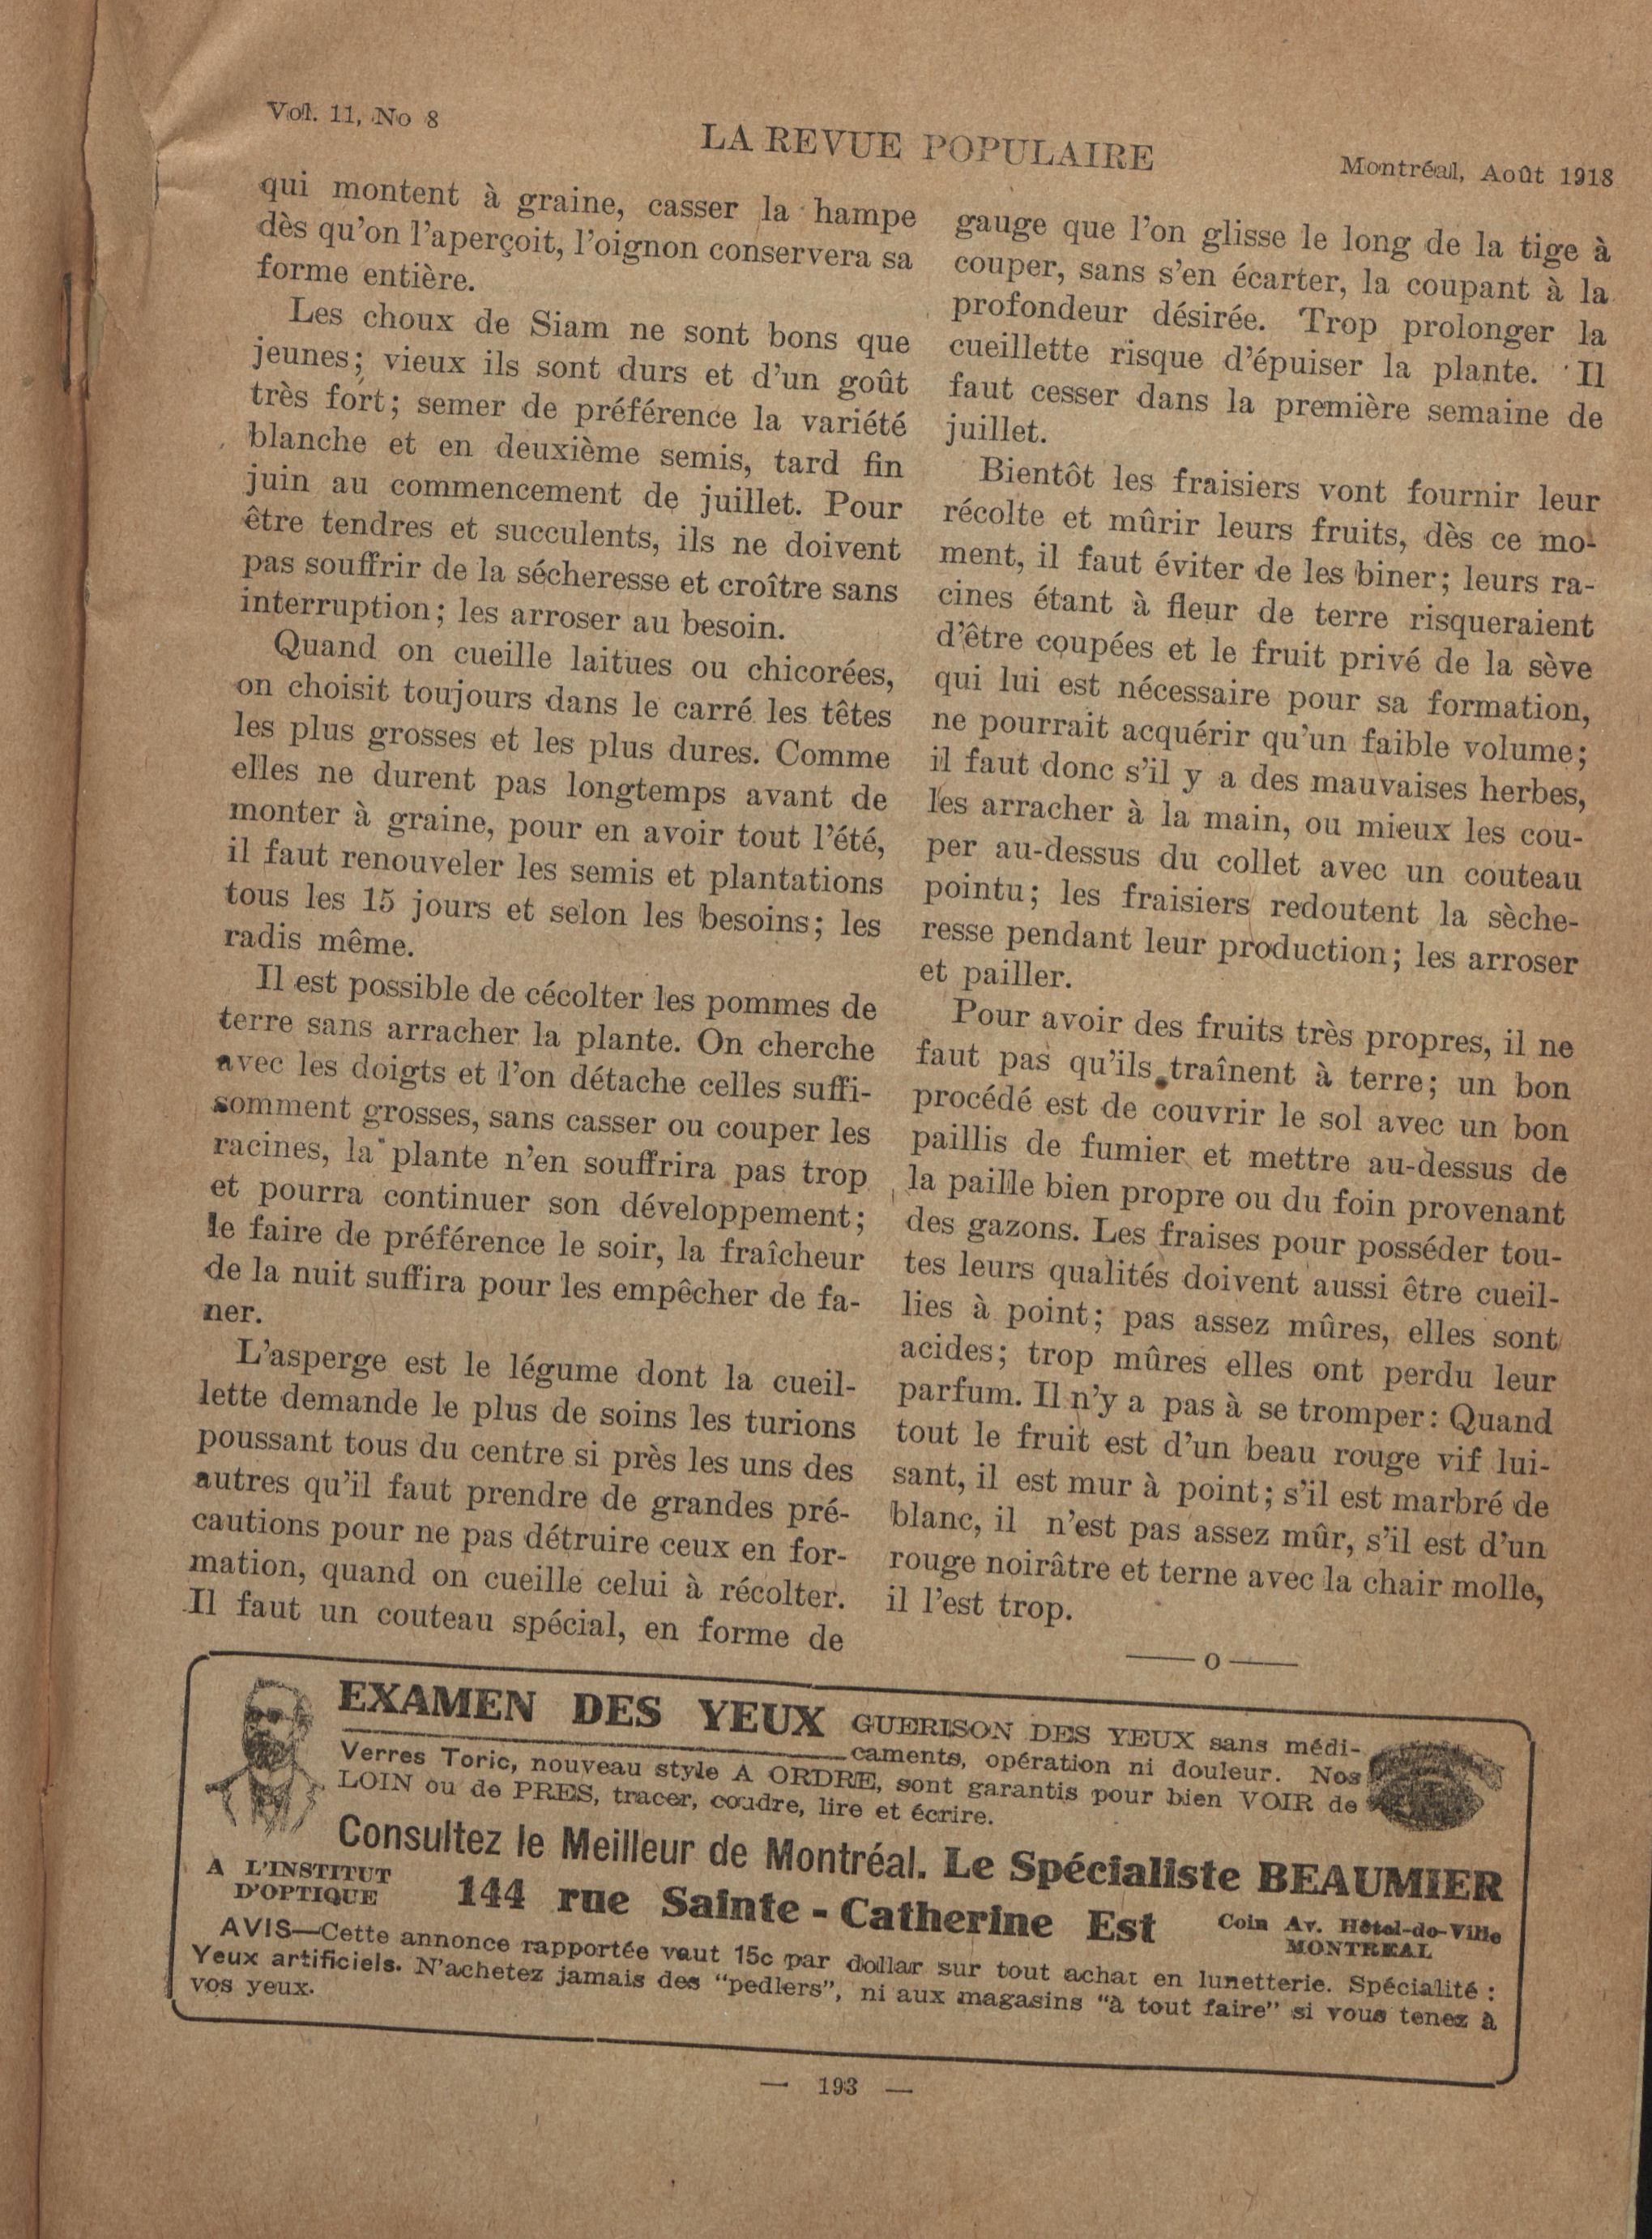 Vol. 11, No 8
LA REVUE POPULAIRE
Montréal, Août 1918
qui montent à graine, casser la hampe
dès qu'on l'aperçoit, l'oignon conservera sa
forme entière.
Les choux de Siam ne sont bons que
jeunes; vieux ils sont durs et d'un goût
très fort; semer de préférence la variété
blanche et en deuxième semis, tard fin
juin au commencement de juillet. Pour
être tendres et succulents, ils ne doivent
pas souffrir de la sécheresse et croître sans
interruption; les arroser au besoin.
Quand on cueille laitues ou chicorées,
on choisit toujours dans le carré les têtes
les plus grosses et les plus dures. Comme
elles ne durent pas longtemps avant de
monter à graine, pour en avoir tout l'été,
il faut renouveler les semis et plantations
tous les 15 jours et selon les besoins; les
radis même.
Il est possible de cécolter les pommes de
terre sans arracher la plante. On cherche
avec les doigts et l'on détache celles suffi-
somment grosses, sans casser ou couper les
racines, la plante n'en souffrira pas trop
et pourra continuer son développement;
le faire de préférence le soir, la fraîcheur
de la nuit suffira pour les empêcher de fa-
ner.
L'asperge est le légume dont la cueil-
lette demande le plus de soins les turions
poussant tous du centre si près les uns des
autres qu'il faut prendre de grandes pré-
cautions pour ne pas détruire ceux en for-
mation, quand on cueille celui à récolter.
Il faut un couteau spécial, en forme de
gauge que l'on glisse le long de la tige à
couper, sans s'en écarter, la coupant à la
profondeur désirée. Trop prolonger la
cueillette risque d'épuiser la plante. Il
faut cesser dans la première semaine de
juillet.
Bientôt les fraisiers vont fournir leur
récolte et mûrir leurs fruits, dès ce mo-
ment, il faut éviter de les biner; leurs ra-
cines étant à fleur de terre risqueraient
d'être coupées et le fruit privé de la sève
qui lui est nécessaire pour sa formation,
ne pourrait acquérir qu'un faible volume;
il faut donc s'il y a des mauvaises herbes,
les arracher à la main, ou mieux les cou-
per au-dessus du collet avec un couteau
pointu; les fraisiers redoutent la sèche-
resse pendant leur production; les arroser
et pailler.
Pour avoir des fruits très propres, il ne
faut pas qu'ils traînent à terre; un bon
procédé est de couvrir le sol avec un bon
paillis de fumier et mettre au-dessus de
la paille bien propre ou du foin provenant
des gazons. Les fraises pour posséder tou-
tes leurs qualités doivent aussi être cueil-
lies à point; pas assez mûres, elles sont
acides; trop mûres elles ont perdu leur
parfum. Il n'y a pas à se tromper: Quand
tout le fruit est d'un beau rouge vif lui-
sant, il est mur à point; s'il est marbré de
blanc, il n'est pas assez mûr, s'il est d'un
rouge noirâtre et terne avec la chair molle,
il l'est trop.
—— o ——
EXAMEN DES YEUX GUERISON DES YEUX sans médi-
caments, opération ni douleur. Nos
Verres Toric, nouveau style A ORDRE, sont garantis pour bien VOIR de
LOIN ou de PRES, tracer, coudre, lire et écrire.
Consultez le Meilleur de Montréal. Le Spécialiste BEAUMIER
A L'INSTITUT
D'OPTIQUE
144 rue Sainte-Catherine Est
Coin Av. Hôtel-de-Ville
MONTREAL
AVIS—Cette annonce rapportée vaut 15c par dollar sur tout achat en lunetterie. Spécialité :
Yeux artificiels. N'achetez jamais des "pedlers", ni aux magasins "à tout faire" si vous tenez à
vos yeux.
— 193 —